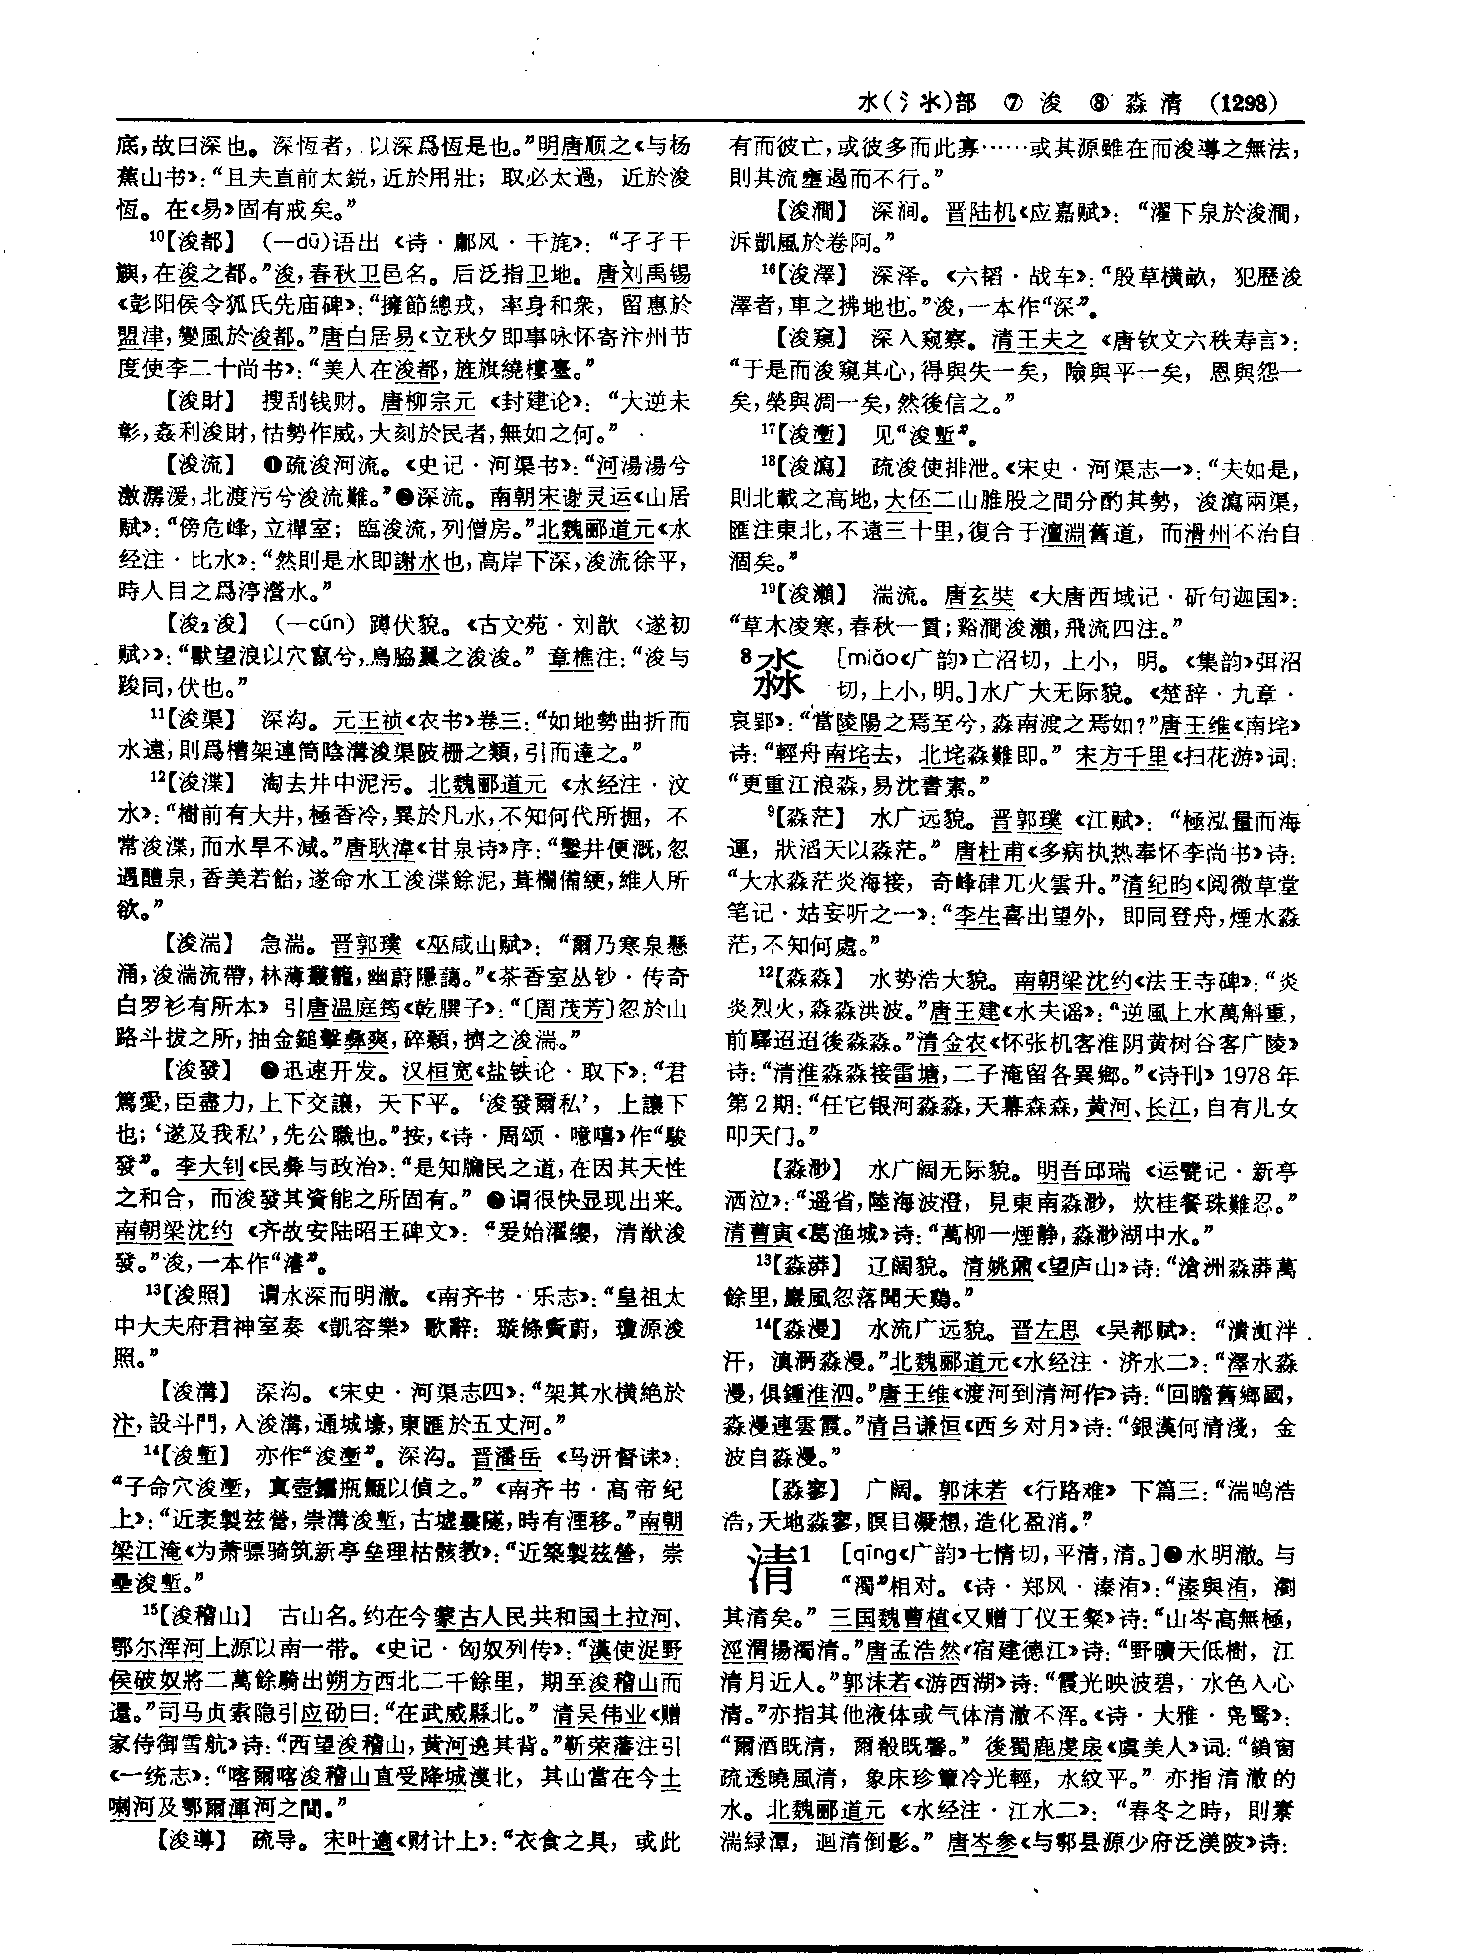 水(氵氺)部 ⑦ 浚 ⑧ 淼清 (1293)
底，故曰深也。深恆者，以深爲恆是也。”明唐顺之《与杨
蕉山书》：“且夫直前太鋭，近於用壯；取必太過，近於浚
恆。在《易》固有戒矣。”
10【浚都】 (—dū)语出《诗·鄘风·干旄》：“孑孑干
旟，在浚之都。”浚，春秋卫邑名。后泛指卫地。唐刘禹锡
《彭阳侯令狐氏先庙碑》：“擁節總戎，率身和衆，留惠於
盟津，變風於浚都。”唐白居易《立秋夕即事咏怀寄汴州节
度使李二十尚书》：“美人在浚都，旌旗繞樓臺。”
【浚財】 搜刮钱财。唐柳宗元《封建论》：“大逆未
彰，姦利浚財，怙勢作威，大刻於民者，無如之何。”
【浚流】 ❶疏浚河流。《史记·河渠书》：“河湯湯兮
激潺湲，北渡污兮浚流難。”❷深流。南朝宋谢灵运《山居
赋》：“傍危峰，立禪室；臨浚流，列僧房。”北魏郦道元《水
经注·比水》：“然則是水即謝水也，高岸下深，浚流徐平，
時人目之爲渟瀯水。”
【浚₂浚】 (—cún) 蹲伏貌。《古文苑·刘歆〈遂初
赋〉》：“獸望浪以穴竄兮，鳥脇翼之浚浚。”章樵注：“浚与
踆同，伏也。”
11【浚渠】 深沟。元王祯《农书》卷三：“如地勢曲折而
水遠，則爲槽架連筒陰溝浚渠陂栅之類，引而達之。”
12【浚渫】 淘去井中泥污。北魏郦道元《水经注·汶
水》：“樹前有大井，極香冷，異於凡水，不知何代所掘，不
常浚渫，而水旱不减。”唐耿湋《甘泉诗》序：“鑿井便溉，忽
遇醴泉，香美若飴，遂命水工浚渫餘泥，葺欄備綆，維人所
欲。”
【浚湍】 急湍。晋郭璞《巫咸山赋》：“爾乃寒泉懸
涌，浚湍流帶，林薄叢籠，幽蔚隱藹。”《茶香室丛钞·传奇
白罗衫有所本》引唐温庭筠《乾𦠆子》：“〔周茂芳〕忽於山
路斗拔之所，抽金鎚擊彝爽，碎顙，擠之浚湍。”
【浚發】 ❶迅速开发。汉桓宽《盐铁论·取下》：“君
篤愛，臣盡力，上下交讓，天下平。‘浚發爾私’，上讓下
也；‘遂及我私’，先公職也。”按，《诗·周颂·噫嘻》作“駿
發”。李大钊《民彝与政治》：“是知牖民之道，在因其天性
之和合，而浚發其資能之所固有。”❷谓很快显现出来。
南朝梁沈约《齐故安陆昭王碑文》：“爰始濯纓，清猷浚
發。”浚，一本作“濬”。
13【浚照】 谓水深而明澈。《南齐书·乐志》：“皇祖太
中大夫府君神室奏《凱容樂》歌辭：璇條夤蔚，瓊源浚
照。”
【浚溝】 深沟。《宋史·河渠志四》：“架其水横絶於
汴，設斗門，入浚溝，通城壕，東匯於五丈河。”
14【浚塹】 亦作“浚壍”。深沟。晋潘岳《马汧督诔》：
“子命穴浚壍，寘壺鐳瓶甒以偵之。”《南齐书·高帝纪
上》：“近袤製兹營，崇溝浚塹，古墟曩隧，時有湮移。”南朝
梁江淹《为萧骠骑筑新亭垒埋枯骸教》：“近築製兹營，崇
壘浚塹。”
15【浚稽山】 古山名。约在今蒙古人民共和国土拉河、
鄂尔浑河上源以南一带。《史记·匈奴列传》：“漢使浞野
侯破奴將二萬餘騎出朔方西北二千餘里，期至浚稽山而
還。”司马贞索隐引应劭曰：“在武威縣北。”清吴伟业《赠
家侍御雪航》诗：“西望浚稽山，黄河遶其背。”靳荣藩注引
《一统志》：“喀爾喀浚稽山直受降城漠北，其山當在今土
喇河及鄂爾渾河之間。”
【浚導】 疏导。宋叶適《财计上》：“衣食之具，或此
有而彼亡，或彼多而此寡……或其源雖在而浚導之無法，
則其流壅遏而不行。”
【浚澗】 深涧。晋陆机《应嘉赋》：“濯下泉於浚澗，
泝凱風於卷阿。”
16【浚澤】 深泽。《六韬·战车》：“殷草横畝，犯歷浚
澤者，車之拂地也。”浚，一本作“深”。
【浚窺】 深入窥察。清王夫之《唐钦文六秩寿言》：
“于是而浚窺其心，得與失一矣，險與平一矣，恩與怨一
矣，榮與凋一矣，然後信之。”
17【浚壍】 见“浚塹”。
18【浚瀉】 疏浚使排泄。《宋史·河渠志一》：“夫如是，
則北載之高地，大伾二山脽股之間分酌其勢，浚瀉兩渠，
匯注東北，不遠三十里，復合于澶淵舊道，而滑州不治自
涸矣。”
19【浚瀨】 湍流。唐玄奘《大唐西域记·斫句迦国》：
“草木凌寒，春秋一貫；谿澗浚瀨，飛流四注。”
8淼 [miǎo《广韵》亡沼切，上小，明。《集韵》弭沼
切，上小，明。]水广大无际貌。《楚辞·九章·
哀郢》：“當陵陽之焉至兮，淼南渡之焉如？”唐王维《南垞》
诗：“輕舟南垞去，北垞淼難即。”宋方千里《扫花游》词：
“更重江浪淼，易沈書素。”
9【淼茫】 水广远貌。晋郭璞《江赋》：“極泓量而海
運，狀滔天以淼茫。”唐杜甫《多病执热奉怀李尚书》诗：
“大水淼茫炎海接，奇峰硉兀火雲升。”清纪昀《阅微草堂
笔记·姑妄听之一》：“李生喜出望外，即同登舟，煙水淼
茫，不知何處。”
12【淼淼】 水势浩大貌。南朝梁沈约《法王寺碑》：“炎
炎烈火，淼淼洪波。”唐王建《水夫谣》：“逆風上水萬斛重，
前驛迢迢後淼淼。”清金农《怀张机客淮阴黄树谷客广陵》
诗：“清淮淼淼接雷塘，二子淹留各異鄉。”《诗刊》1978年
第2期：“任它银河淼淼，天幕森森，黄河、长江，自有儿女
叩天门。”
【淼渺】 水广阔无际貌。明吾邱瑞《运甓记·新亭
洒泣》：“遥省，陸海波澄，見東南淼渺，炊桂餐珠難忍。”
清曹寅《葛渔城》诗：“萬柳一煙静，淼渺湖中水。”
13【淼漭】 辽阔貌。清姚鼐《望庐山》诗：“滄洲淼漭萬
餘里，巖風忽落聞天鷄。”
14【淼漫】 水流广远貌。晋左思《吴都赋》：“濆𣸣泮
汗，滇㴐淼漫。”北魏郦道元《水经注·济水二》：“澤水淼
漫，俱鍾淮泗。”唐王维《渡河到清河作》诗：“回瞻舊鄉國，
淼漫連雲霞。”清吕谦恒《西乡对月》诗：“銀漢何清淺，金
波自淼漫。”
【淼寥】 广阔。郭沫若《行路难》下篇三：“湍鸣浩
浩，天地淼寥，瞑目凝想，造化盈消。”
清1 [qīng《广韵》七情切，平清，清。]❶水明澈。与
“濁”相对。《诗·郑风·溱洧》：“溱與洧，瀏
其清矣。”三国魏曹植《又赠丁仪王粲》诗：“山岑高無極，
涇渭揚濁清。”唐孟浩然《宿建德江》诗：“野曠天低樹，江
清月近人。”郭沫若《游西湖》诗：“霞光映波碧，水色入心
清。”亦指其他液体或气体清澈不浑。《诗·大雅·凫鷖》：
“爾酒既清，爾殽既馨。”後蜀鹿虔扆《虞美人》词：“鎖窗
疏透曉風清，象床珍簟冷光輕，水紋平。”亦指清澈的
水。北魏郦道元《水经注·江水二》：“春冬之時，則素
湍緑潭，迴清倒影。”唐岑参《与鄠县源少府泛渼陂》诗：